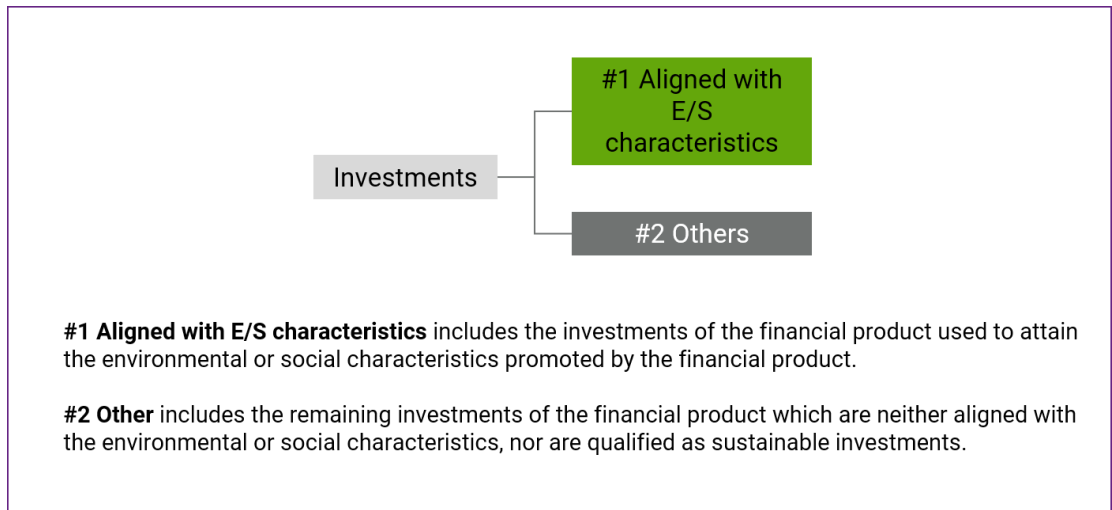 #1 Aligned with
E/S
characteristics
Investments
#2 Others
#1 Aligned with E/S characteristics includes the investments of the financial product used to attain
the environmental or social characteristics promoted by the financial product.
#2 Other includes the remaining investments of the financial product which are neither aligned with
the environmental or social characteristics, nor are qualified as sustainable investments.